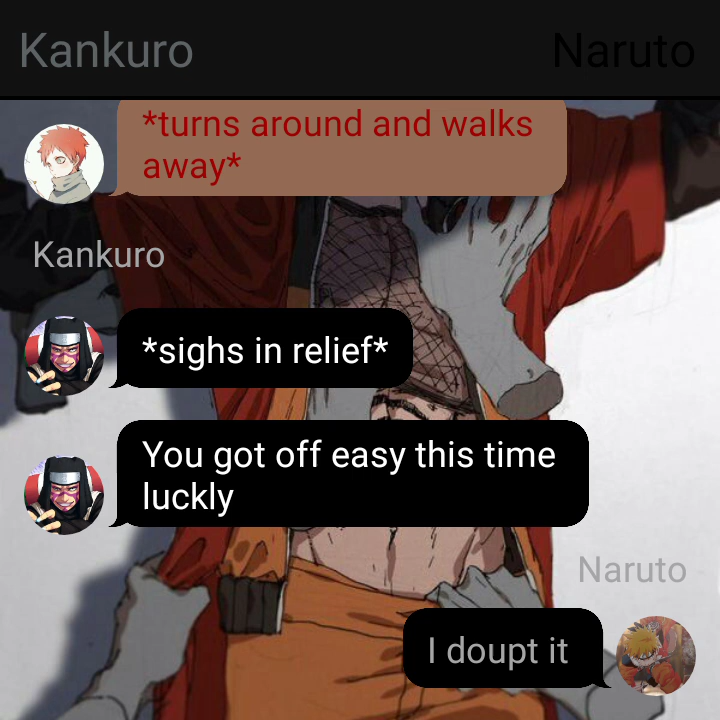 Kankuro Naruto
*turns around and walks
away*
Kankuro
*sighs in relief*
You got off easy this time
luckly
Naruto
I doupt it